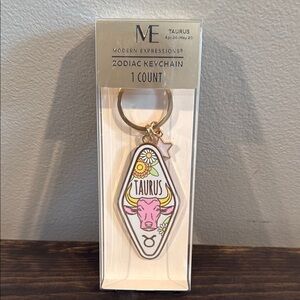 ME
TAURUS
Apr 20-May 20
MODERN EXPRESSIONS®
ZODIAC KEYCHAIN
1 COUNT
TAURUS